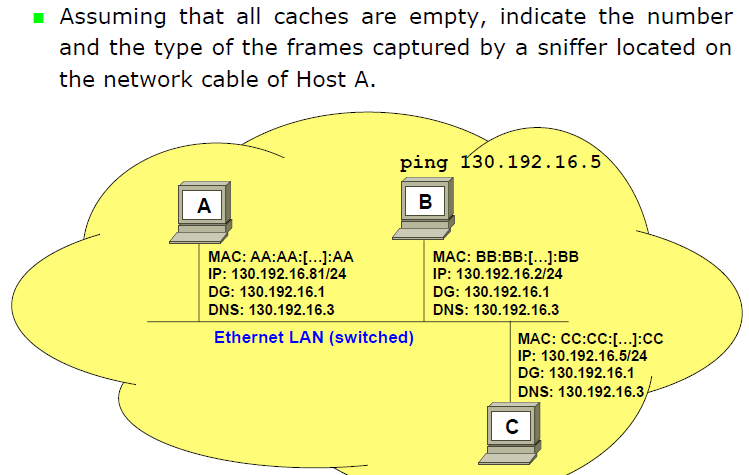 Assuming that all caches are empty, indicate the number
and the type of the frames captured by a sniffer located on
the network cable of Host A.
ping 130.192.16.5
A
B
MAC: AA:AA:[...]:AA
IP: 130.192.16.81/24
DG: 130.192.16.1
DNS: 130.192.16.3
MAC: BB:BB:[...]:BB
IP: 130.192.16.2/24
DG: 130.192.16.1
DNS: 130.192.16.3
Ethernet LAN (switched)
MAC: CC:CC:[...]:CC
IP: 130.192.16.5/24
DG: 130.192.16.1
DNS: 130.192.16.3
C